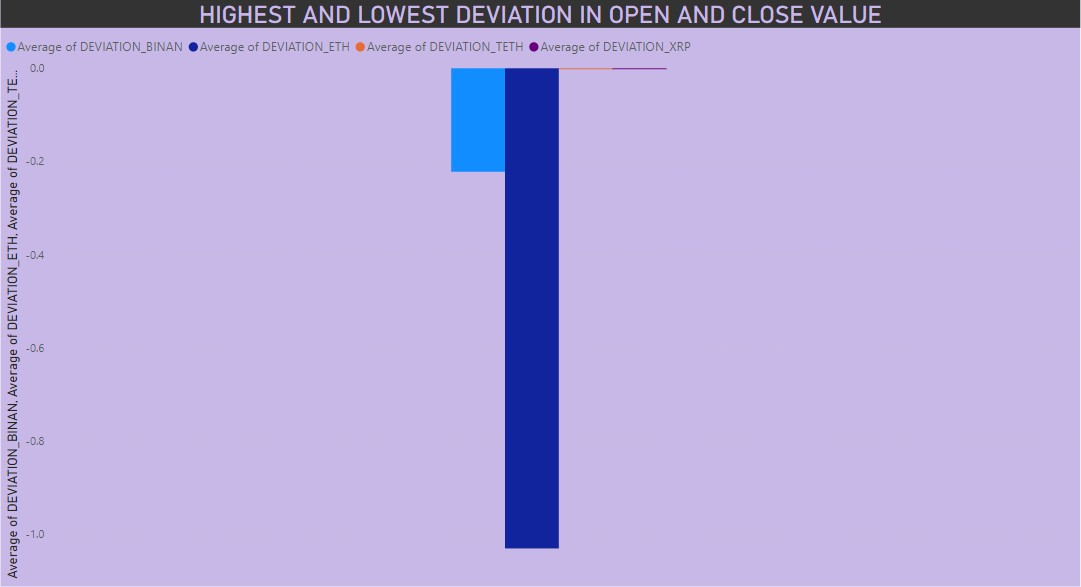 HIGHEST AND LOWEST DEVIATION IN OPEN AND CLOSE VALUE
Average of DEVIATION_BINAN Average of DEVIATION_ETH Average of DEVIATION_TETH Average of DEVIATION_XRP
Average of DEVIATION_BINAN, Average of DEVIATION_ETH, Average of DEVIATION_TE...
0.0
-0.2
-0.4
-0.6
-0.8
-1.0